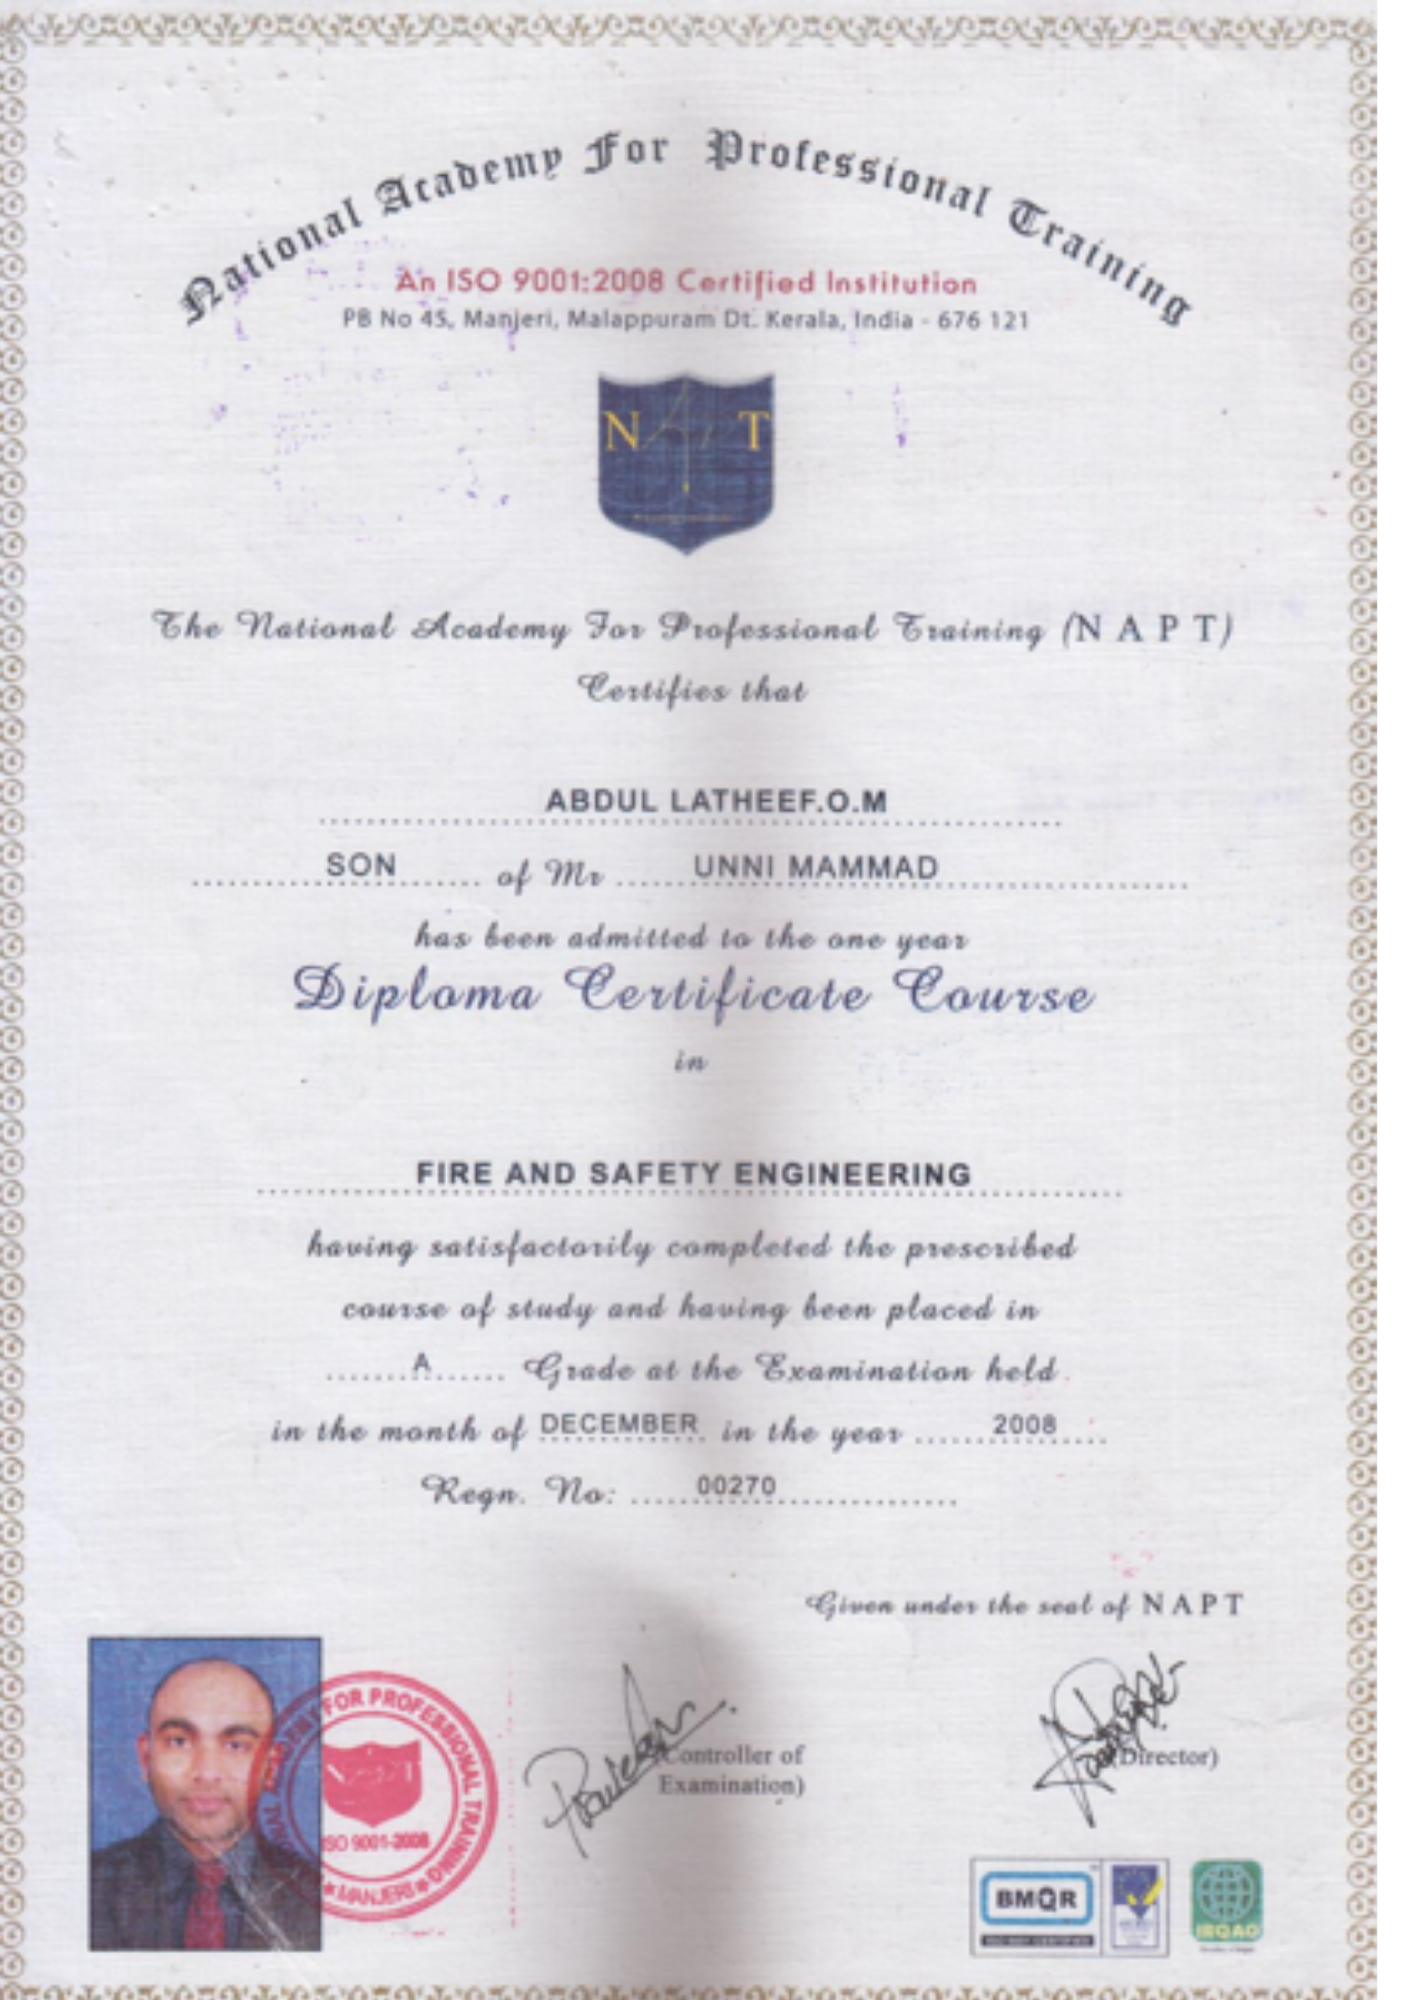 National Academy For Professional Training
An ISO 9001:2008 Certified Institution
PB No 45, Manjeri, Malappuram Dt. Kerala, India - 676 121
NAPT
The National Academy For Professional Training (N A P T)
Certifies that
ABDUL LATHEEF.O.M
SON of Mr UNNI MAMMAD
has been admitted to the one year
Diploma Certificate Course
in
FIRE AND SAFETY ENGINEERING
having satisfactorily completed the prescribed
course of study and having been placed in
A Grade at the Examination held
in the month of DECEMBER in the year 2008
Regn. No: 00270
Given under the seal of N A P T
FOR PROFESSIONAL TRAINING
ISO 9001-2008
MANJERI
Controller of
Examination)
Director)
BMQR
IRQAO